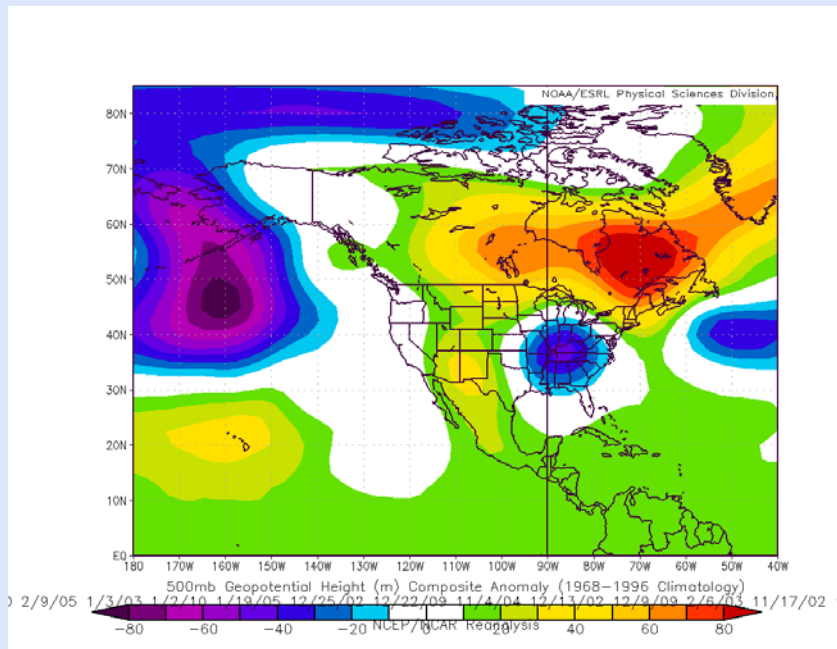 NOAA/ESRL Physical Sciences Division
80N
70N
60N
50N
40N
30N
20N
10N
EQ
180 170W 160W 150W 140W 130W 120W 110W 100W 90W 80W 70W 60W 50W 40W
500mb Geopotential Height (m) Composite Anomaly (1968-1996 Climatology)
2/9/05 1/3/03 1/2/10 1/19/05 12/25/02 12/22/09 11/4/04 12/13/02 12/9/09 2/6/03 11/17/02
NCEP/NCAR Reanalysis
-80 -60 -40 -20 0 20 40 60 80